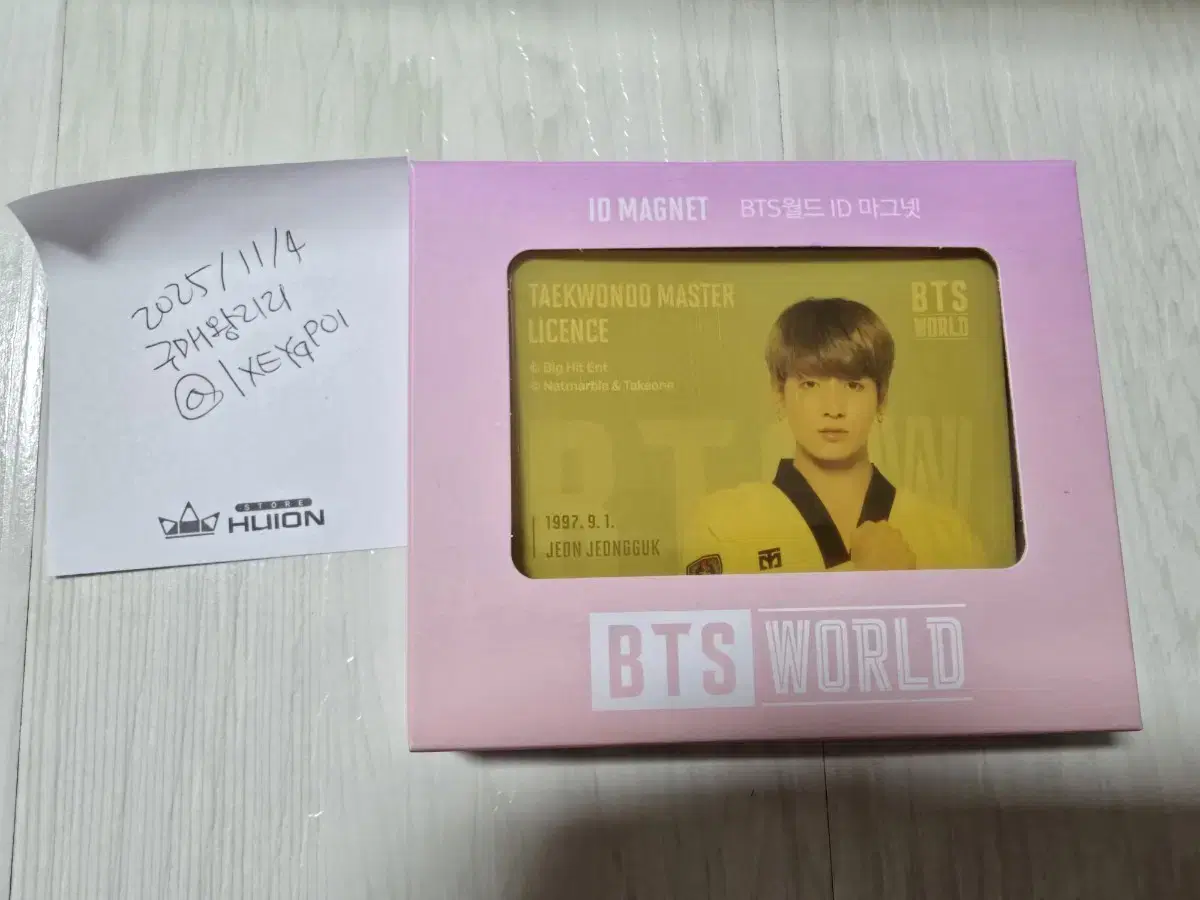 2025/11/4
구매왕리리
@1XEYGP01
STORE
HUION
ID MAGNET BTS월드 ID 마그넷
TAEKWONDO MASTER
LICENCE
BTS
WORLD
© Big Hit Ent
© Netmarble & Takeone
BTS W
1997. 9. 1.
JEON JEONGGUK
BTS WORLD